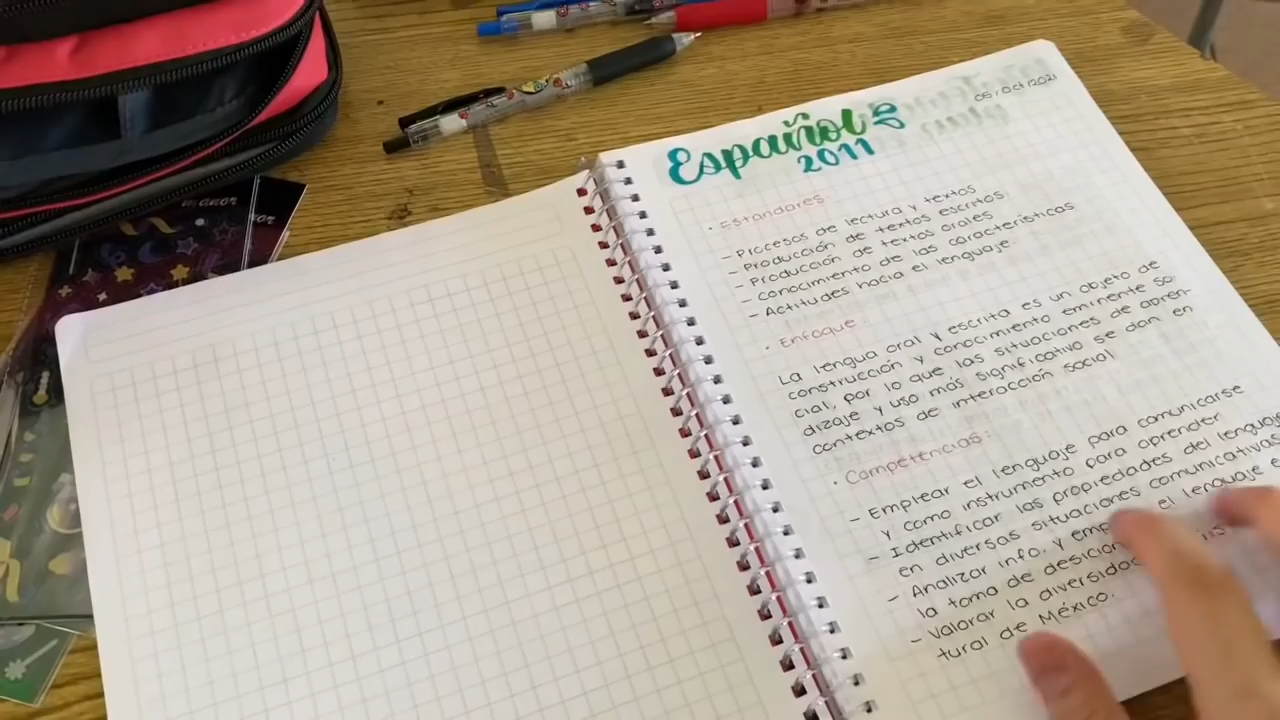 05/Oct/2021
Español
2011
· Estandares:
- Procesos de lectura y textos
- Producción de textos escritos
- Producción de textos orales
- Conocimiento de las características
- Actitudes hacia el lenguaje.
· Enfoque:
La lengua oral y escrita es un objeto de
construcción y conocimiento eminente so-
cial, por lo que las situaciones de apren-
dizaje y uso más significativo se dan en
contextos de interacción social
· Competencias:
- Emplear el lenguaje para comunicarse
y como instrumento para aprender
- Identificar las propiedades del lenguaje
en diversas situaciones comunicativas
- Analizar info. y el lenguaje
la toma de
- Valorar la
tural de México.
manor